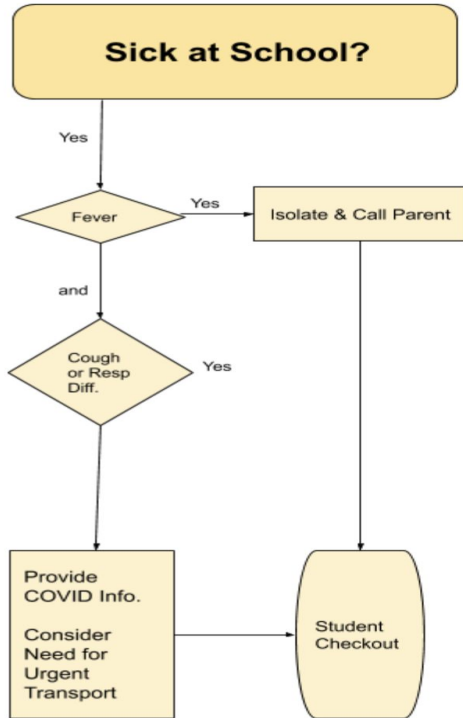 Sick at School?
Yes
Fever
Yes
Isolate & Call Parent
and
Cough
or Resp
Diff.
Yes
Provide
COVID Info.
Consider
Need for
Urgent
Transport
Student
Checkout